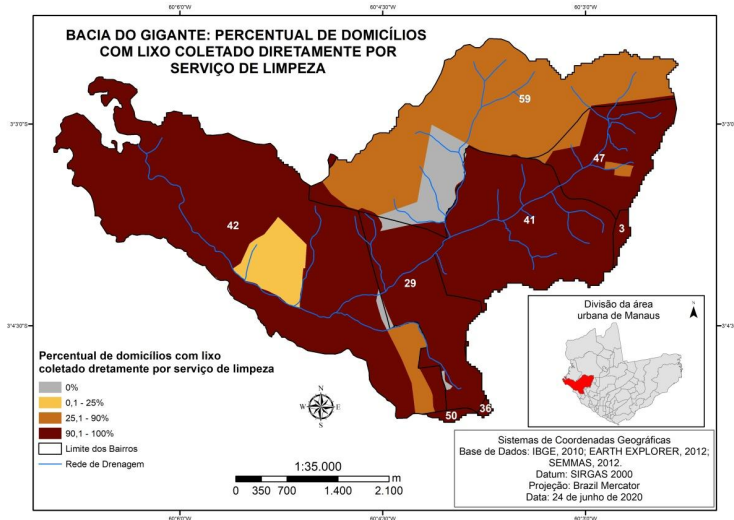 60°6'0"W 60°4'30"W 60°3'0"W
BACIA DO GIGANTE: PERCENTUAL DE DOMICÍLIOS
COM LIXO COLETADO DIRETAMENTE POR
SERVIÇO DE LIMPEZA
59
3°3'0"S
47
42
41
3
29
3°4'30"S
Divisão da área
urbana de Manaus
N
Percentual de domicílios com lixo
coletado dretamente por serviço de limpeza
0%
0,1 - 25%
25,1 - 90%
90,1 - 100%
Limite dos Bairros
Rede de Drenagem
N
W E
S
50
36
1:35.000
m
0 350 700 1.400 2.100
Sistemas de Coordenadas Geográficas
Base de Dados: IBGE, 2010; EARTH EXPLORER, 2012;
SEMMAS, 2012.
Datum: SIRGAS 2000
Projeção: Brazil Mercator
Data: 24 de junho de 2020